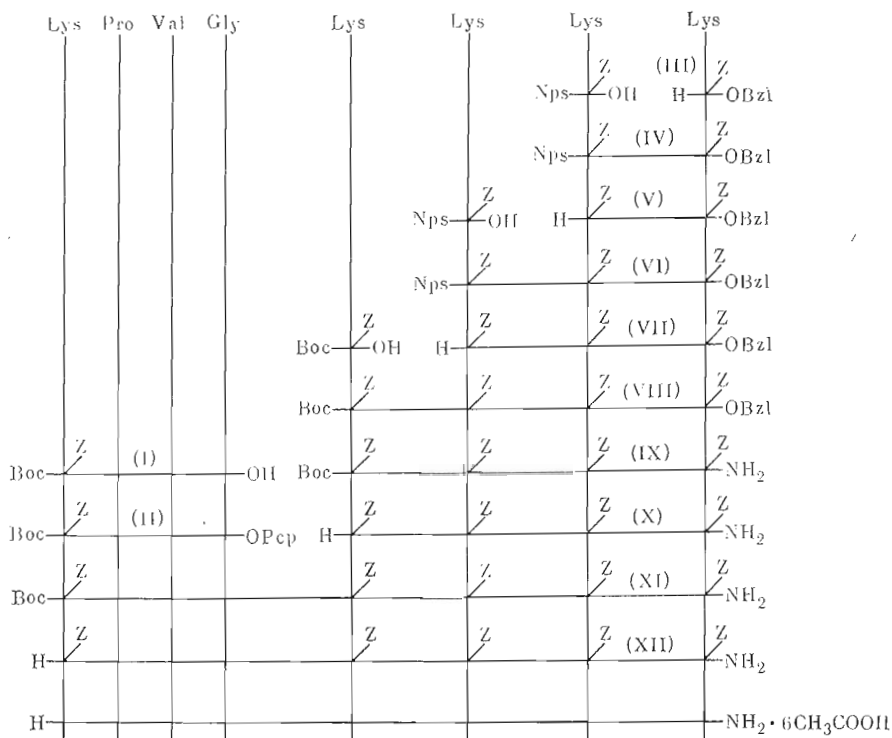 Lys Pro Val Gly Lys Lys Lys Lys
Z (III) Z
Nps OH H OBzl
Z (IV) Z
Nps OBzl
Z Z (V) Z
Nps OH H OBzl
Z Z (VI) Z
Nps OBzl
Z Z Z (VII) Z
Boc OH H OBzl
Z Z Z (VIII) Z
Boc OBzl
Z (I) Z Z Z (IX) Z
Boc OH Boc NH2
Z (II) Z Z Z (X) Z
Boc OPcp H NH2
Z Z Z Z (XI) Z
Boc NH2
Z Z Z Z (XII) Z
H NH2
H NH2 · 6CH3COOH